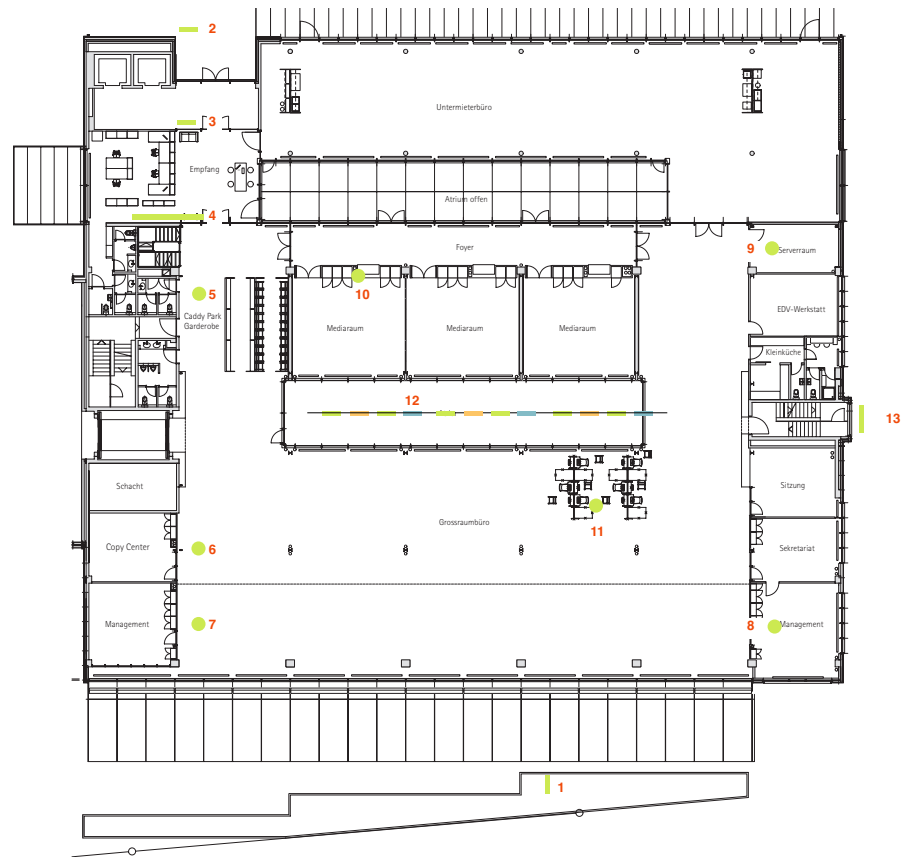 2
Untermieterbüro
3
Empfang
Atrium offen
4
Foyer
9
Serverraum
5
10
Caddy Park
Garderobe
Mediaraum
Mediaraum
Mediaraum
EDV-Werkstatt
Kleinküche
12
13
Schacht
Sitzung
11
Grossraumbüro
Copy Center
6
Sekretariat
Management
7
8
Management
1